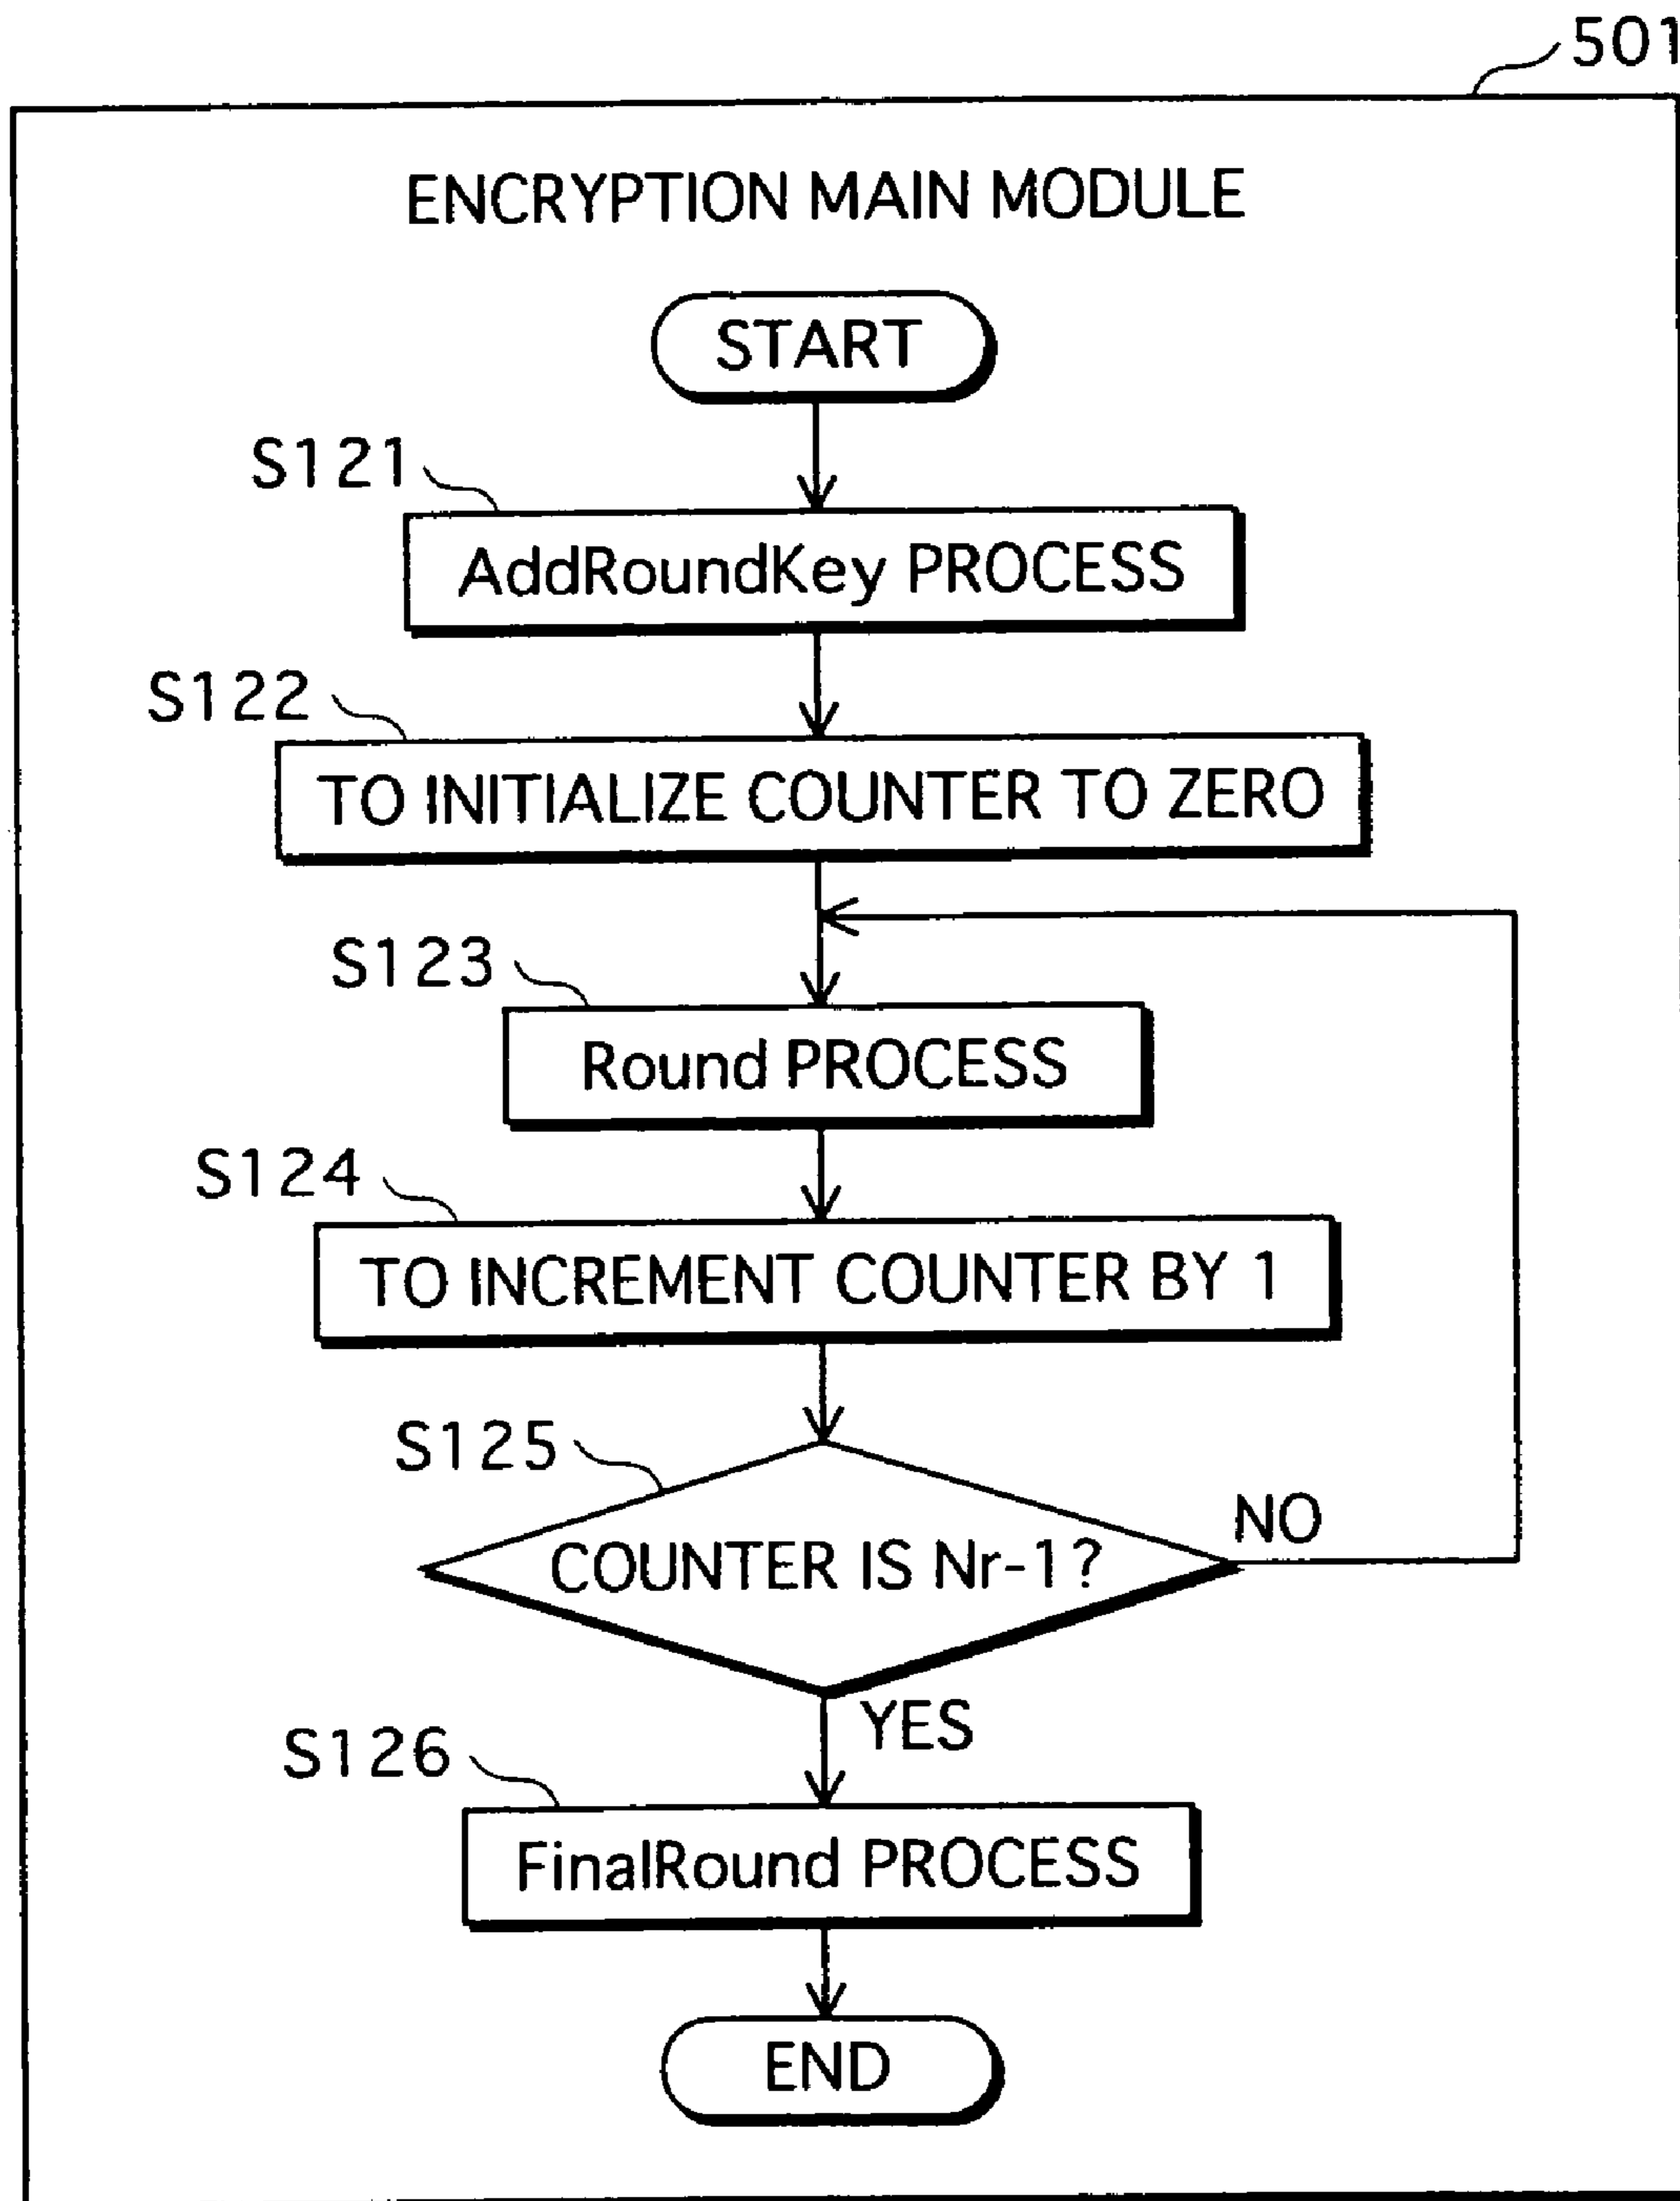 501
ENCRYPTION MAIN MODULE
START
S121
AddRoundKey PROCESS
S122
TO INITIALIZE COUNTER TO ZERO
S123
Round PROCESS
S124
TO INCREMENT COUNTER BY 1
S125
COUNTER IS Nr-1?
NO
YES
S126
FinalRound PROCESS
END